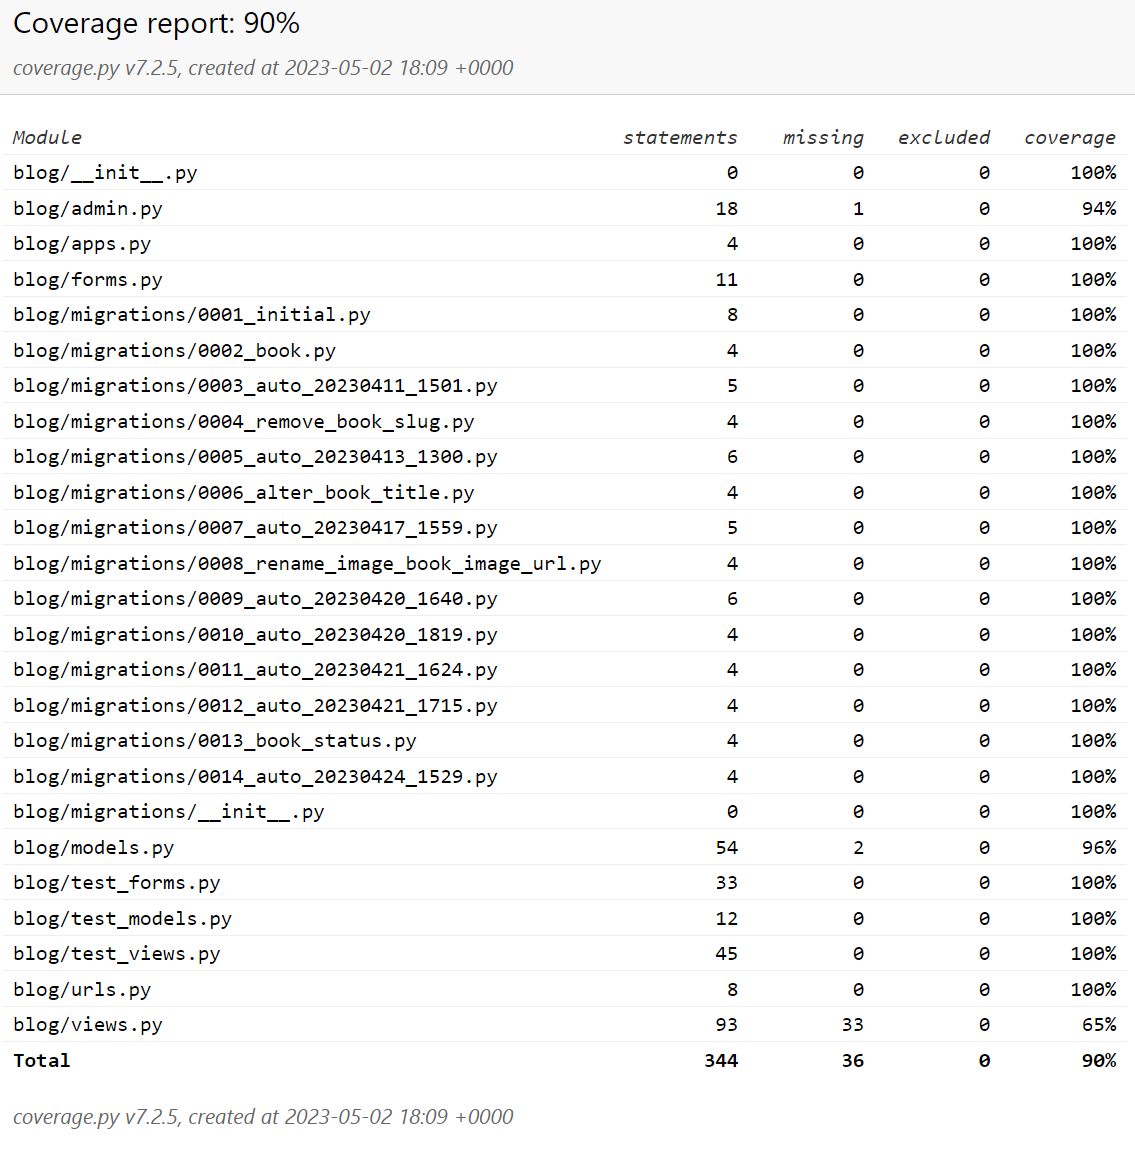 Coverage report: 90%
coverage.py v7.2.5, created at 2023-05-02 18:09 +0000
Module statements missing excluded coverage
blog/__init__.py 0 0 0 100%
blog/admin.py 18 1 0 94%
blog/apps.py 4 0 0 100%
blog/forms.py 11 0 0 100%
blog/migrations/0001_initial.py 8 0 0 100%
blog/migrations/0002_book.py 4 0 0 100%
blog/migrations/0003_auto_20230411_1501.py 5 0 0 100%
blog/migrations/0004_remove_book_slug.py 4 0 0 100%
blog/migrations/0005_auto_20230413_1300.py 6 0 0 100%
blog/migrations/0006_alter_book_title.py 4 0 0 100%
blog/migrations/0007_auto_20230417_1559.py 5 0 0 100%
blog/migrations/0008_rename_image_book_image_url.py 4 0 0 100%
blog/migrations/0009_auto_20230420_1640.py 6 0 0 100%
blog/migrations/0010_auto_20230420_1819.py 4 0 0 100%
blog/migrations/0011_auto_20230421_1624.py 4 0 0 100%
blog/migrations/0012_auto_20230421_1715.py 4 0 0 100%
blog/migrations/0013_book_status.py 4 0 0 100%
blog/migrations/0014_auto_20230424_1529.py 4 0 0 100%
blog/migrations/__init__.py 0 0 0 100%
blog/models.py 54 2 0 96%
blog/test_forms.py 33 0 0 100%
blog/test_models.py 12 0 0 100%
blog/test_views.py 45 0 0 100%
blog/urls.py 8 0 0 100%
blog/views.py 93 33 0 65%
Total 344 36 0 90%
coverage.py v7.2.5, created at 2023-05-02 18:09 +0000